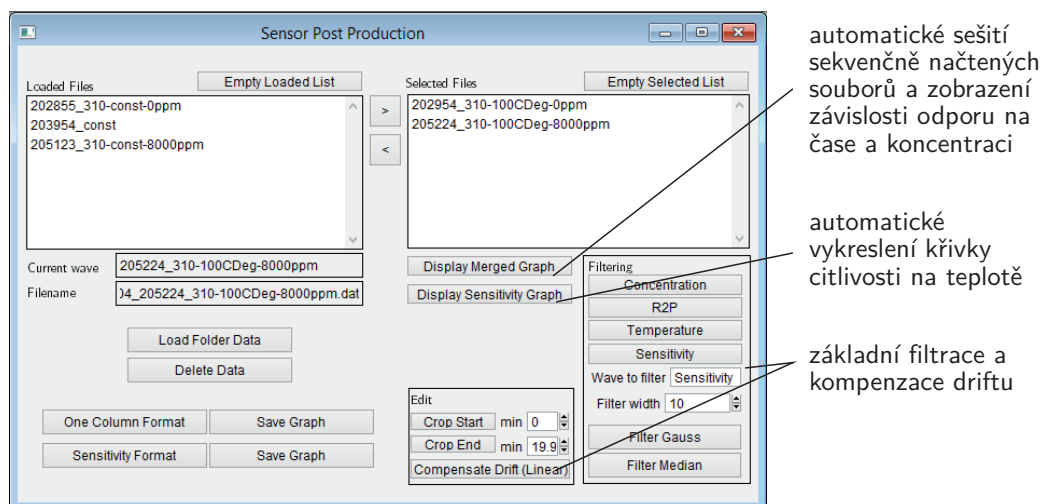 Sensor Post Production
Loaded Files
Empty Loaded List
202855_310-const-0ppm
203954_const
205123_310-const-8000ppm
>
<
Selected Files
Empty Selected List
202954_310-100CDeg-0ppm
205224_310-100CDeg-8000ppm
Current wave
205224_310-100CDeg-8000ppm
Filename
)4_205224_310-100CDeg-8000ppm.dat
Load Folder Data
Delete Data
One Column Format
Save Graph
Sensitivity Format
Save Graph
Display Merged Graph
Display Sensitivity Graph
Edit
Crop Start min 0
Crop End min 19.9
Compensate Drift (Linear)
Filtering
Concentration
R2P
Temperature
Sensitivity
Wave to filter Sensitivity
Filter width 10
Filter Gauss
Filter Median
automatické sešití
sekvenčně načtených
souborů a zobrazení
závislosti odporu na
čase a koncentraci
automatické
vykreslení křivky
citlivosti na teplotě
základní filtrace a
kompenzace driftu